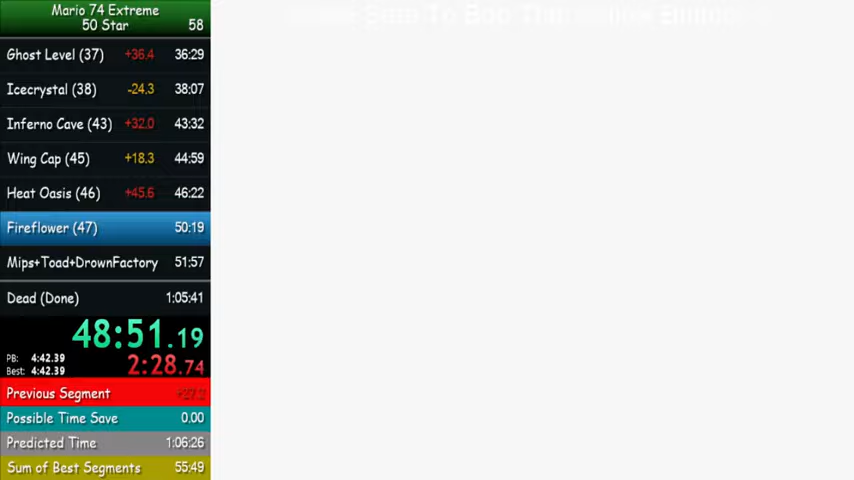 Mario 74 Extreme
50 Star 58
Ghost Level (37) +36.4 36:29
Icecrystal (38) -24.3 38:07
Inferno Cave (43) +32.0 43:32
Wing Cap (45) +18.3 44:59
Heat Oasis (46) +45.6 46:22
Fireflower (47) 50:19
Mips+Toad+DrownFactory 51:57
Dead (Done) 1:05:41
48:51.19
PB: 4:42.39
Best: 4:42.39 2:28.74
Previous Segment
Possible Time Save 0.00
Predicted Time 1:06:26
Sum of Best Segments 55:49